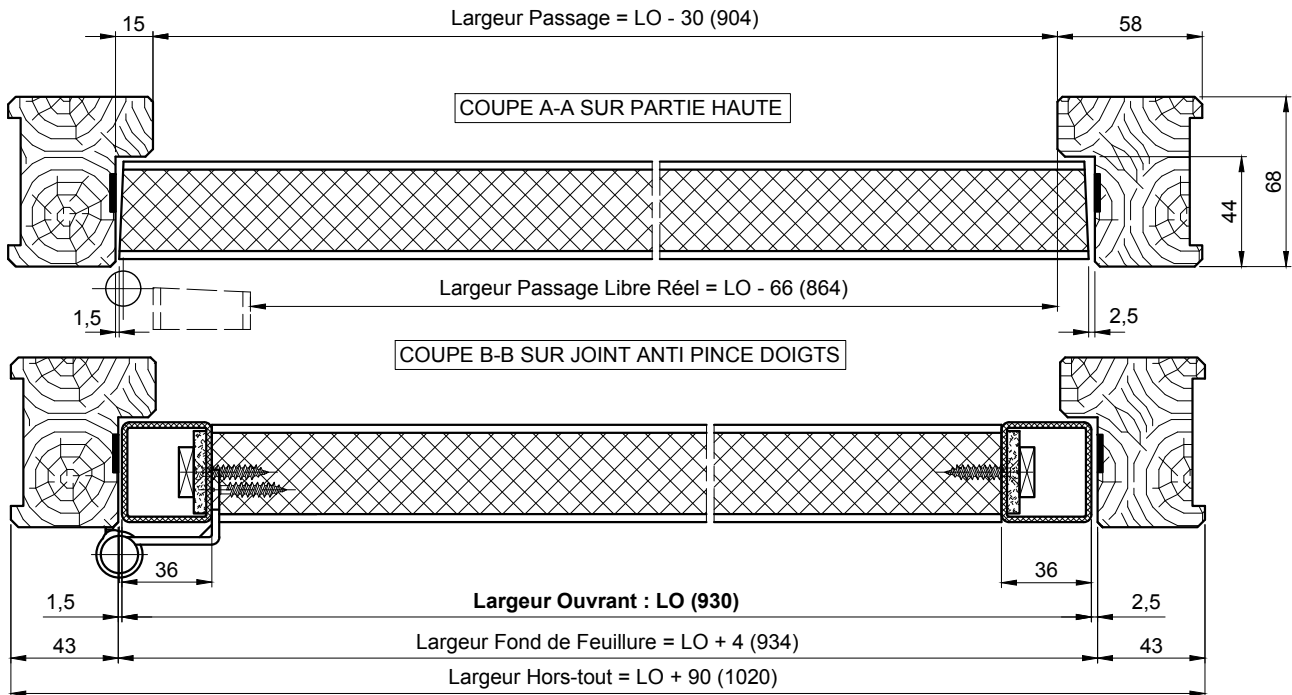 Largeur Passage = LO - 30 (904)
15
58
COUPE A-A SUR PARTIE HAUTE
44
68
Largeur Passage Libre Réel = LO - 66 (864)
1,5
2,5
COUPE B-B SUR JOINT ANTI PINCE DOIGTS
36
36
1,5
Largeur Ouvrant : LO (930)
2,5
43
Largeur Fond de Feuillure = LO + 4 (934)
43
Largeur Hors-tout = LO + 90 (1020)